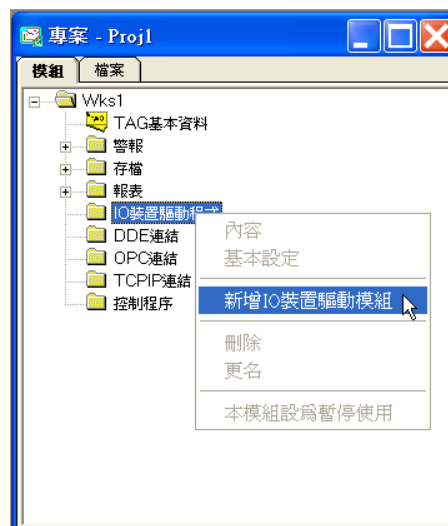 專案 - Proj1
模組 檔案
Wks1
TAG基本資料
警報
存檔
報表
IO裝置驅動程式
DDE連結
OPC連結
TCPIP連結
控制程序
內容
基本設定
新增IO裝置驅動模組
刪除
更名
本模組設為暫停使用